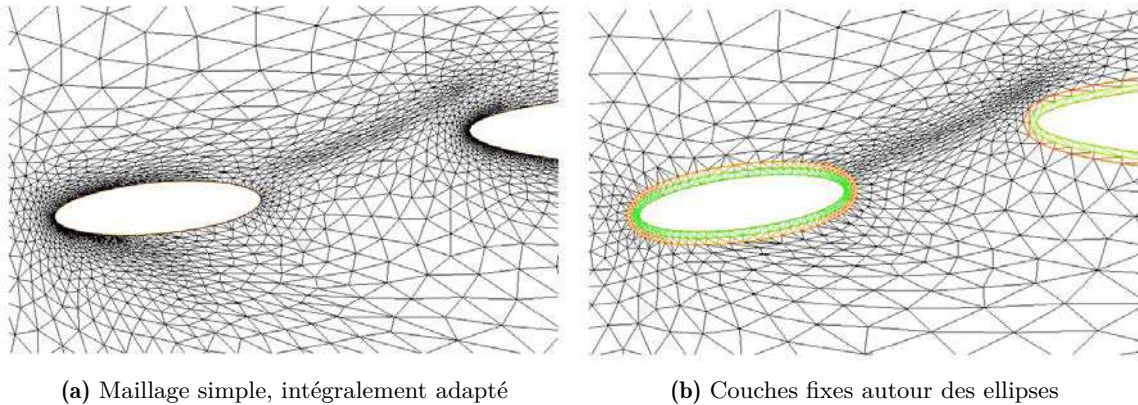 (a) Maillage simple, intégralement adapté
(b) Couches fixes autour des ellipses